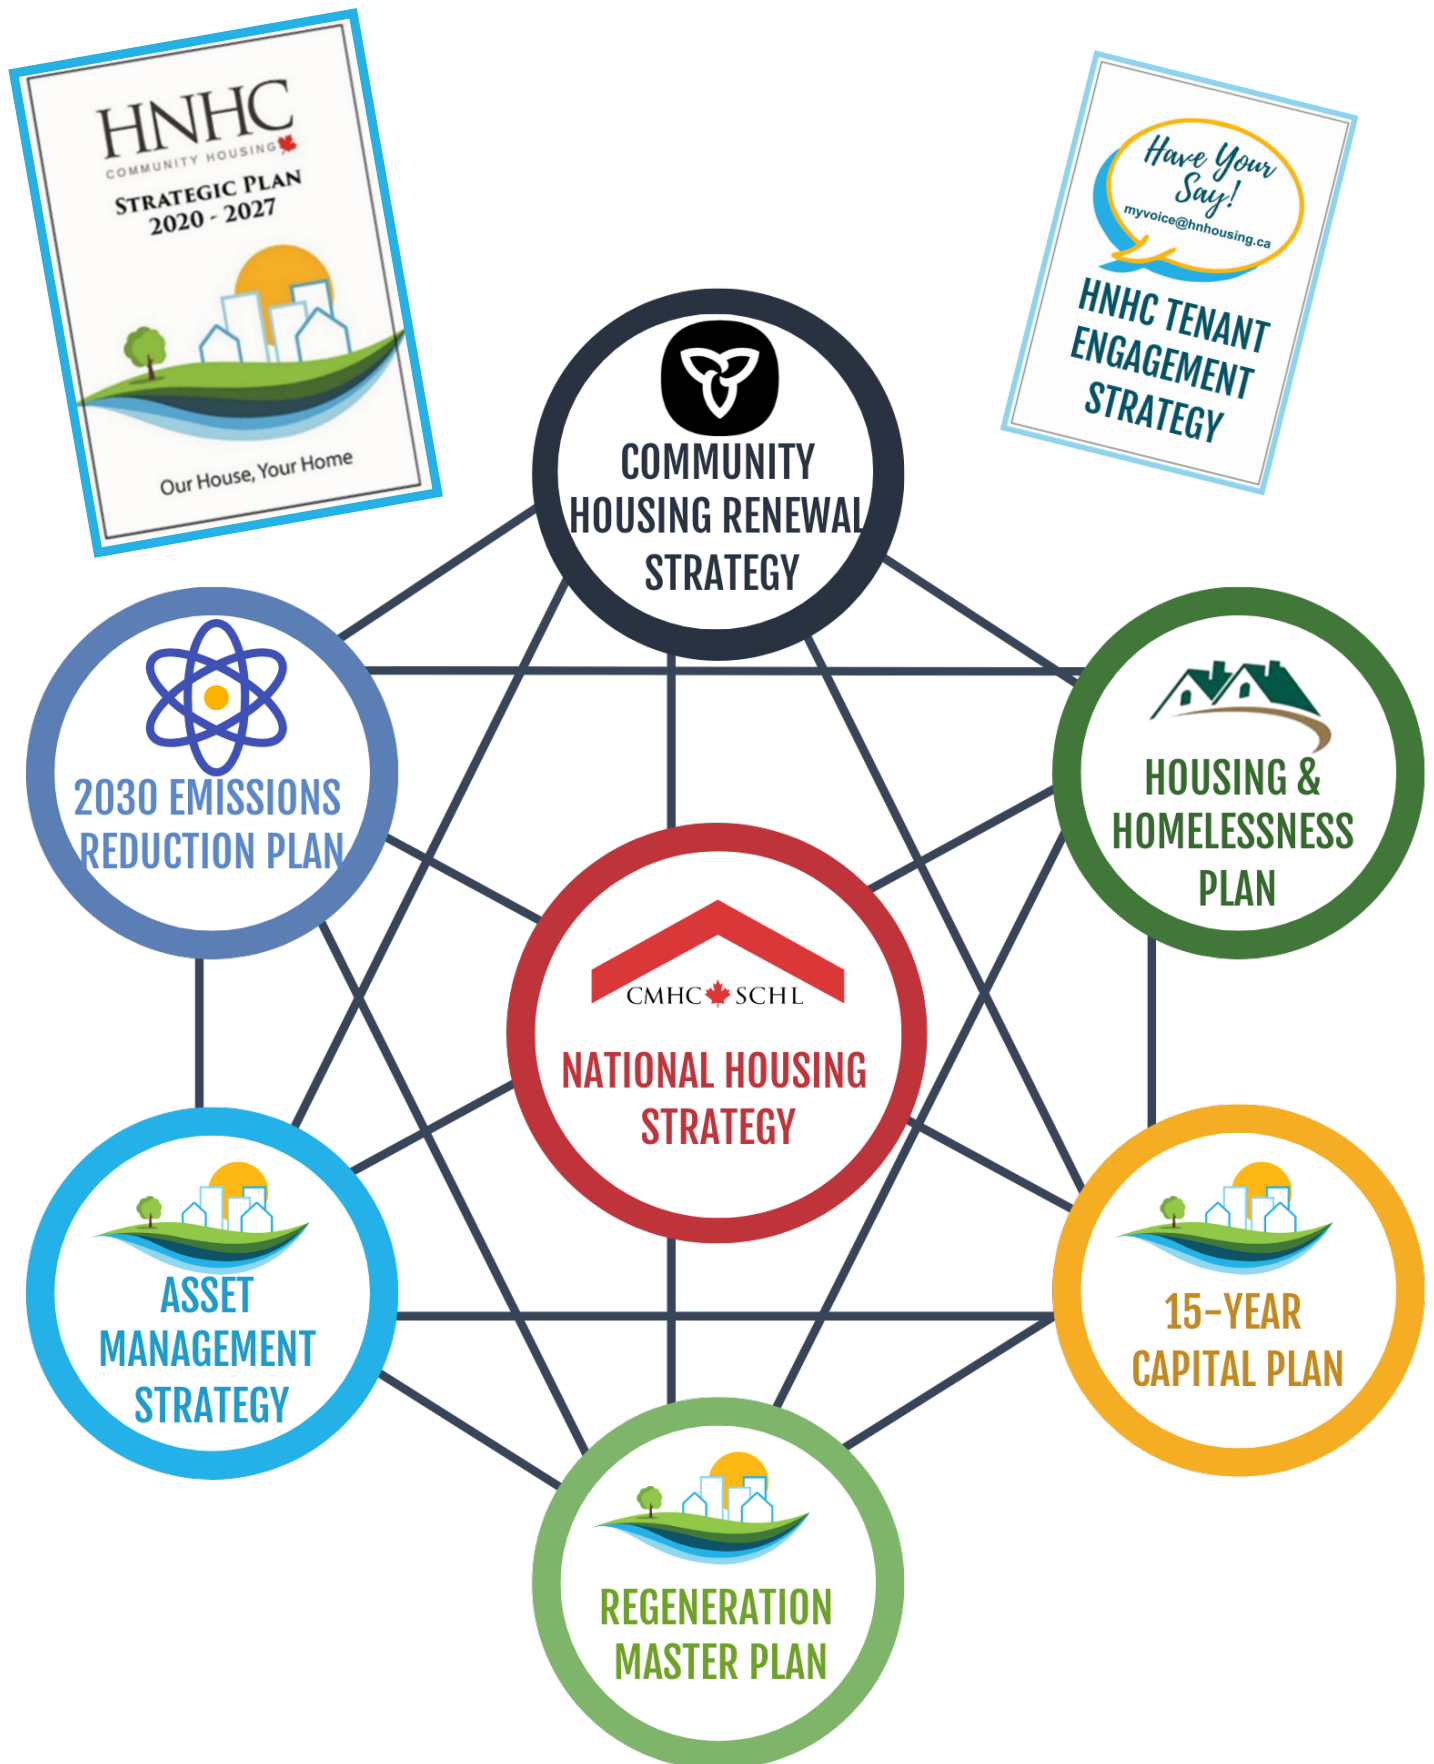 HNHC
COMMUNITY HOUSING
STRATEGIC PLAN
2020 - 2027
Our House, Your Home
Have Your
Say!
myvoice@hnhousing.ca
HNHC TENANT
ENGAGEMENT
STRATEGY
COMMUNITY
HOUSING RENEWAL
STRATEGY
2030 EMISSIONS
REDUCTION PLAN
HOUSING &
HOMELESSNESS
PLAN
CMHC SCHL
NATIONAL HOUSING
STRATEGY
ASSET
MANAGEMENT
STRATEGY
15-YEAR
CAPITAL PLAN
REGENERATION
MASTER PLAN